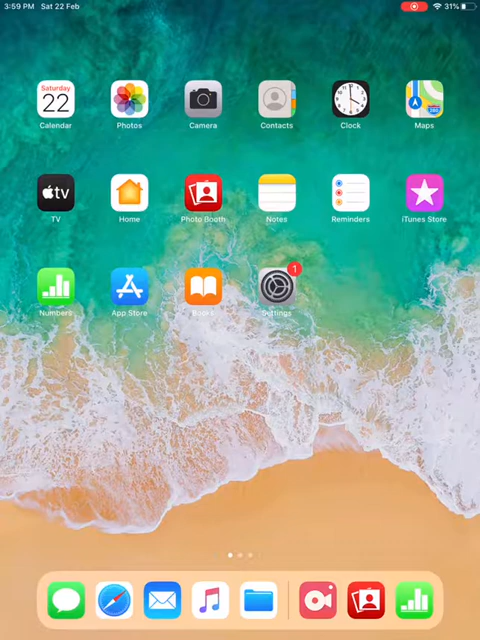 3:59 PM Sat 22 Feb 31%
Saturday
22
Calendar Photos Camera Contacts Clock Maps
tv
TV Home Photo Booth Notes Reminders iTunes Store
1
Numbers App Store Books Settings